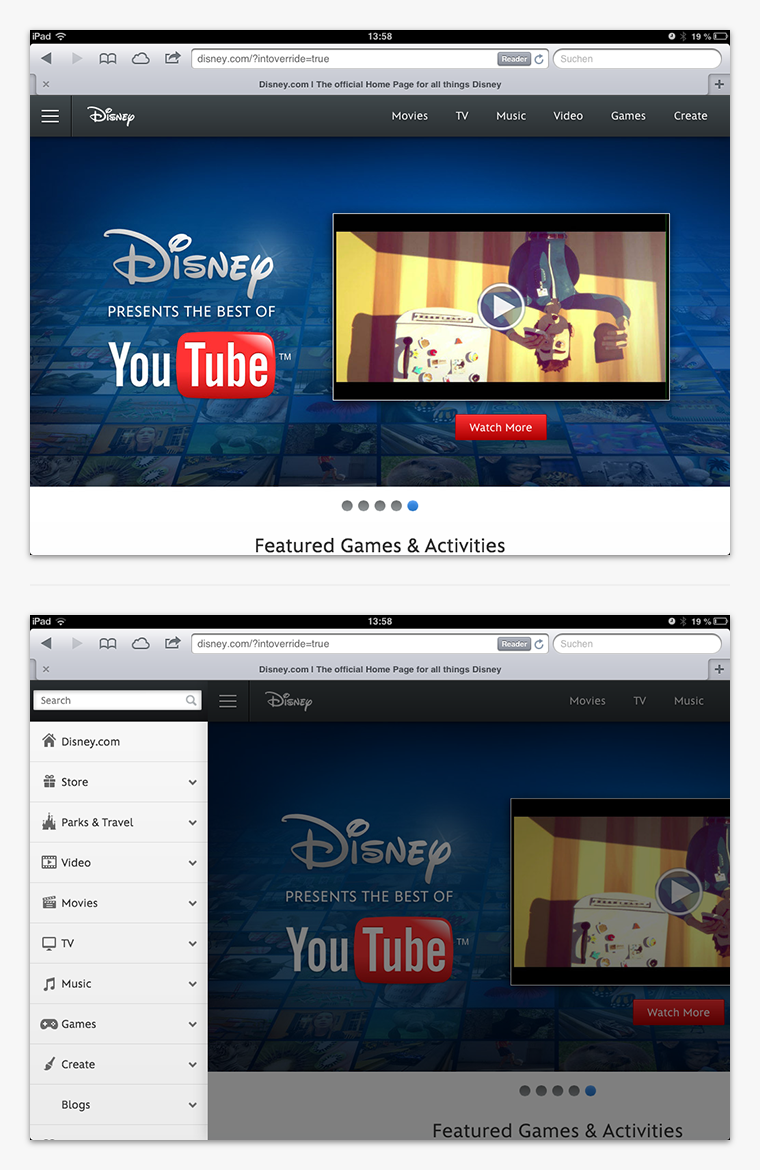 iPad 13:58 19 %
disney.com/?intoverride=true Reader Suchen
Disney.com | The official Home Page for all things Disney
Disney Movies TV Music Video Games Create
Disney
PRESENTS THE BEST OF
YouTube™
Watch More
Featured Games & Activities
iPad 13:58 19 %
disney.com/?intoverride=true Reader Suchen
Disney.com | The official Home Page for all things Disney
Search Disney Movies TV Music
Disney.com
Store
Parks & Travel
Video
Movies
TV
Music
Games
Create
Blogs
Disney
PRESENTS THE BEST OF
YouTube™
Watch More
Featured Games & Activities